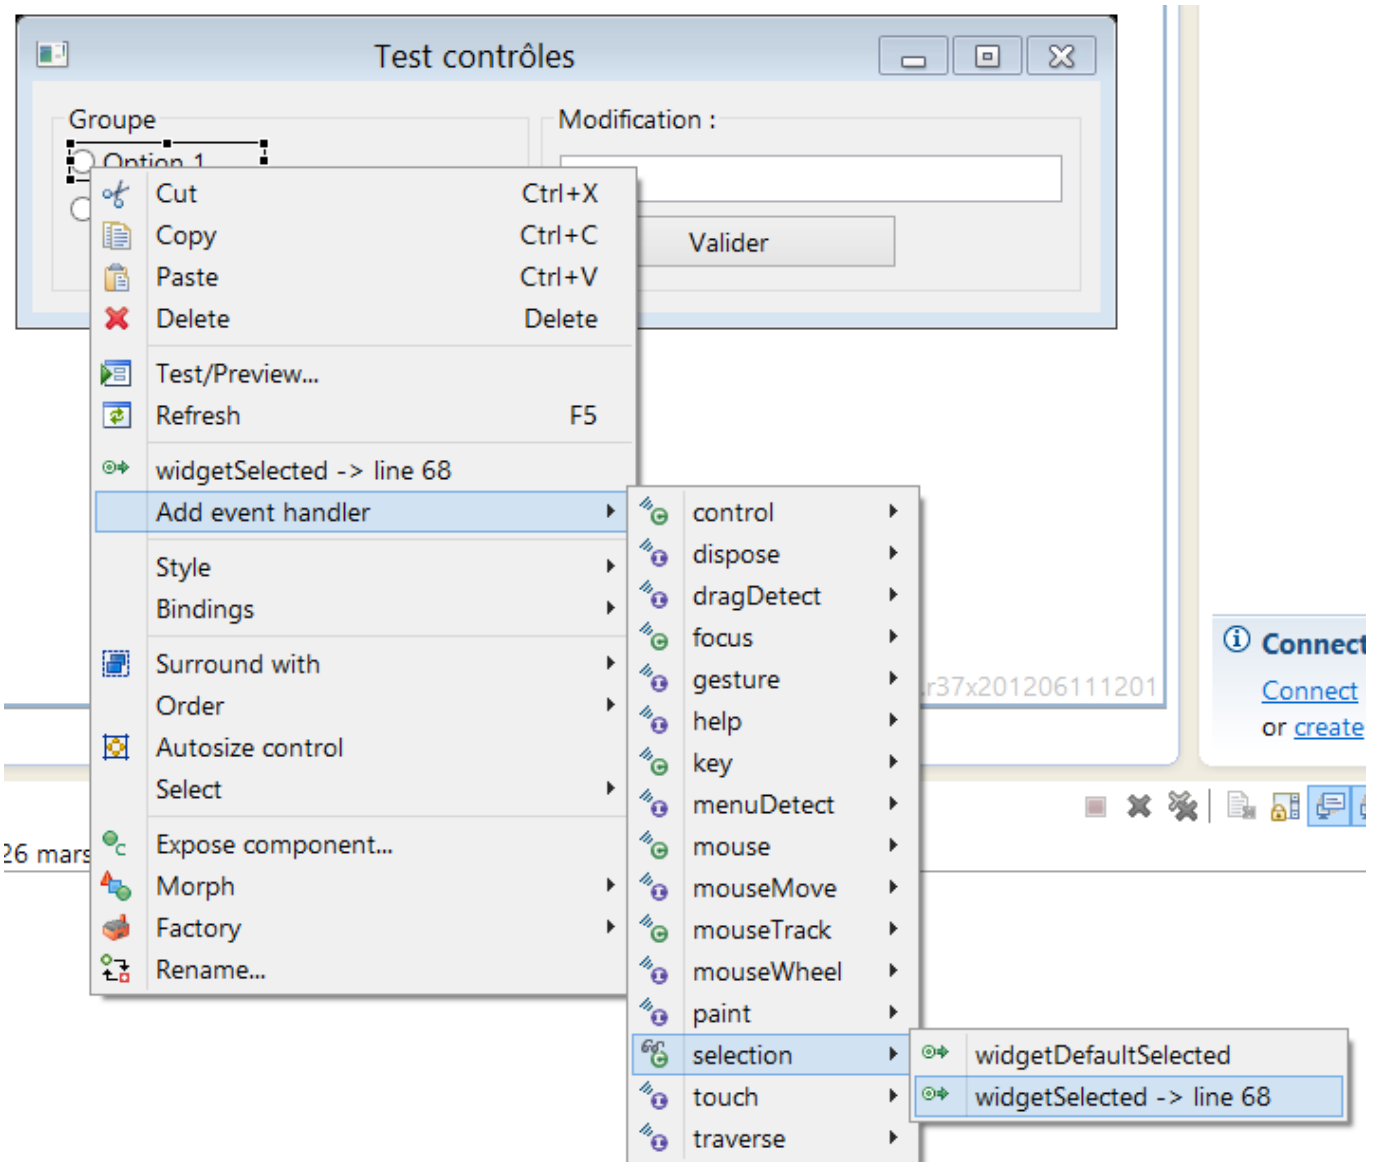 Test contrôles
Groupe
Modification :
Option 1
Valider
Cut Ctrl+X
Copy Ctrl+C
Paste Ctrl+V
Delete Delete
Test/Preview...
Refresh F5
widgetSelected -> line 68
Add event handler
Style
Bindings
Surround with
Order
Autosize control
Select
Expose component...
Morph
Factory
Rename...
control
dispose
dragDetect
focus
gesture
help
key
menuDetect
mouse
mouseMove
mouseTrack
mouseWheel
paint
selection
touch
traverse
widgetDefaultSelected
widgetSelected -> line 68
.r37x201206111201
Connect
Connect
or create
26 mars